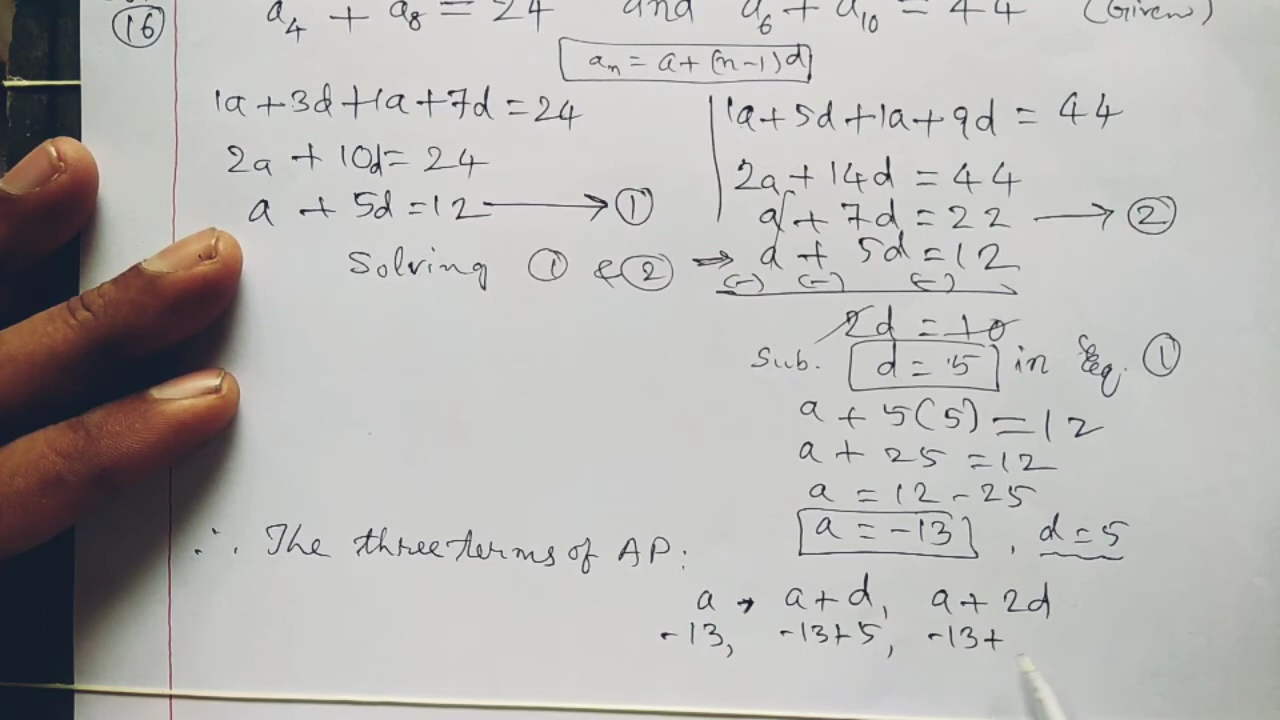 16
a4 + a8 = 24 and a6 + a10 = 44 (Given)
an = a + (n-1)d
1a + 3d + 1a + 7d = 24
2a + 10d = 24
a + 5d = 12 → ①
1a + 5d + 1a + 9d = 44
2a + 14d = 44
a + 7d = 22 → ②
Solving ① & ② ⇒ a + 5d = 12
(-) (-) (-)
2d = 10
Sub. d = 5 in Eq. ①
a + 5(5) = 12
a + 25 = 12
a = 12 - 25
a = -13, d = 5
∴ The three terms of AP:
a, a+d, a+2d
-13, -13+5, -13+